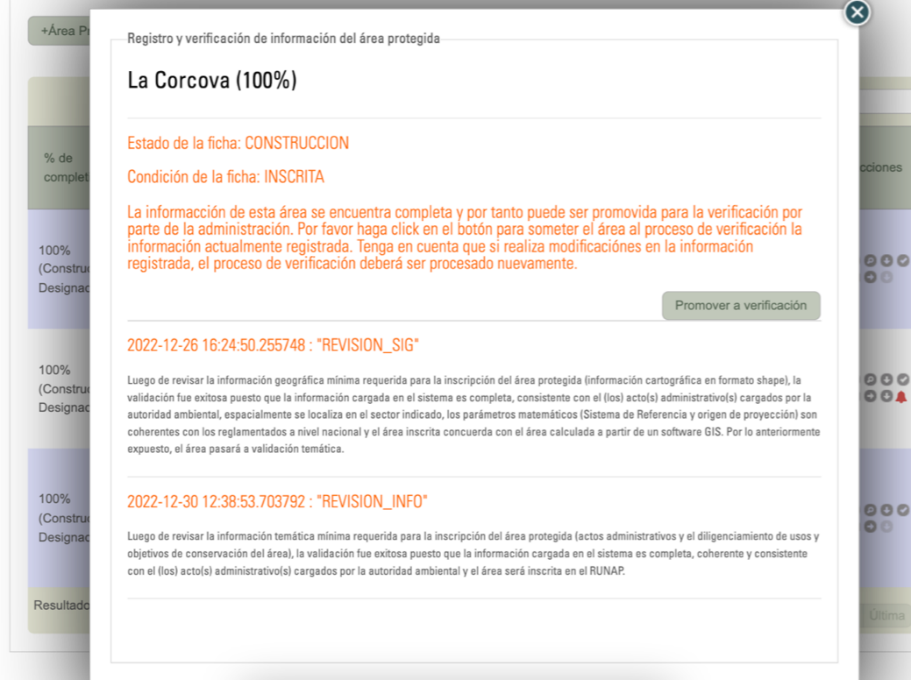 +Área P
Registro y verificación de información del área protegida
La Corcova (100%)
Estado de la ficha: CONSTRUCCION
% de
complet
cciones
Condición de la ficha: INSCRITA
La informacción de esta área se encuentra completa y por tanto puede ser promovida para la verificación por
parte de la administración. Por favor haga click en el botón para someter el área al proceso de verificación la
información actualmente registrada. Tenga en cuenta que si realiza modificaciónes en la información
registrada, el proceso de verificación deberá ser procesado nuevamente.
100%
(Constru
Designad
Promover a verificación
2022-12-26 16:24:50.255748 : "REVISION_SIG"
Luego de revisar la información geográfica mínima requerida para la inscripción del área protegida (información cartográfica en formato shape), la
validación fue exitosa puesto que la información cargada en el sistema es completa, consistente con el (los) acto(s) administrativo(s) cargados por la
autoridad ambiental, espacialmente se localiza en el sector indicado, los parámetros matemáticos (Sistema de Referencia y origen de proyección) son
coherentes con los reglamentados a nivel nacional y el área inscrita concuerda con el área calculada a partir de un software GIS. Por lo anteriormente
expuesto, el área pasará a validación temática.
100%
(Constru
Designad
2022-12-30 12:38:53.703792 : "REVISION_INFO"
Luego de revisar la información temática mínima requerida para la inscripción del área protegida (actos administrativos y el diligenciamiento de usos y
objetivos de conservación del área), la validación fue exitosa puesto que la información cargada en el sistema es completa, coherente y consistente
con el (los) acto(s) administrativo(s) cargados por la autoridad ambiental y el área será inscrita en el RUNAP.
100%
(Constru
Designad
Resultado
Última